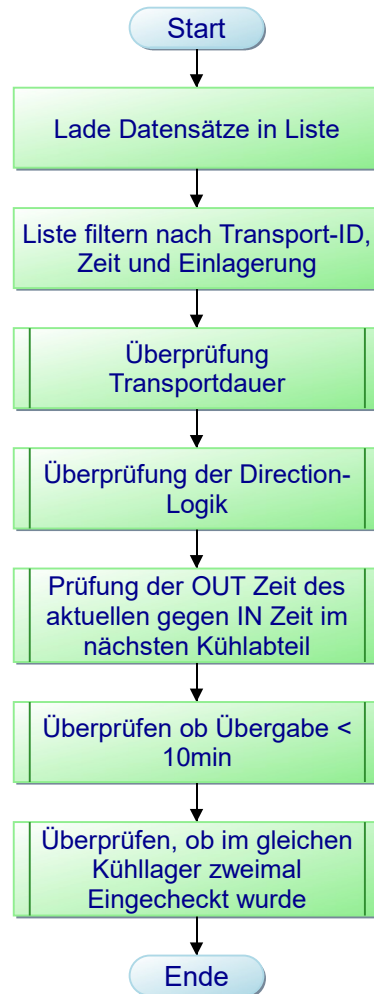 Start
Lade Datensätze in Liste
Liste filtern nach Transport-ID,
Zeit und Einlagerung
Überprüfung
Transportdauer
Überprüfung der Direction-
Logik
Prüfung der OUT Zeit des
aktuellen gegen IN Zeit im
nächsten Kühlabteil
Überprüfen ob Übergabe <
10min
Überprüfen, ob im gleichen
Kühllager zweimal
Eingecheckt wurde
Ende